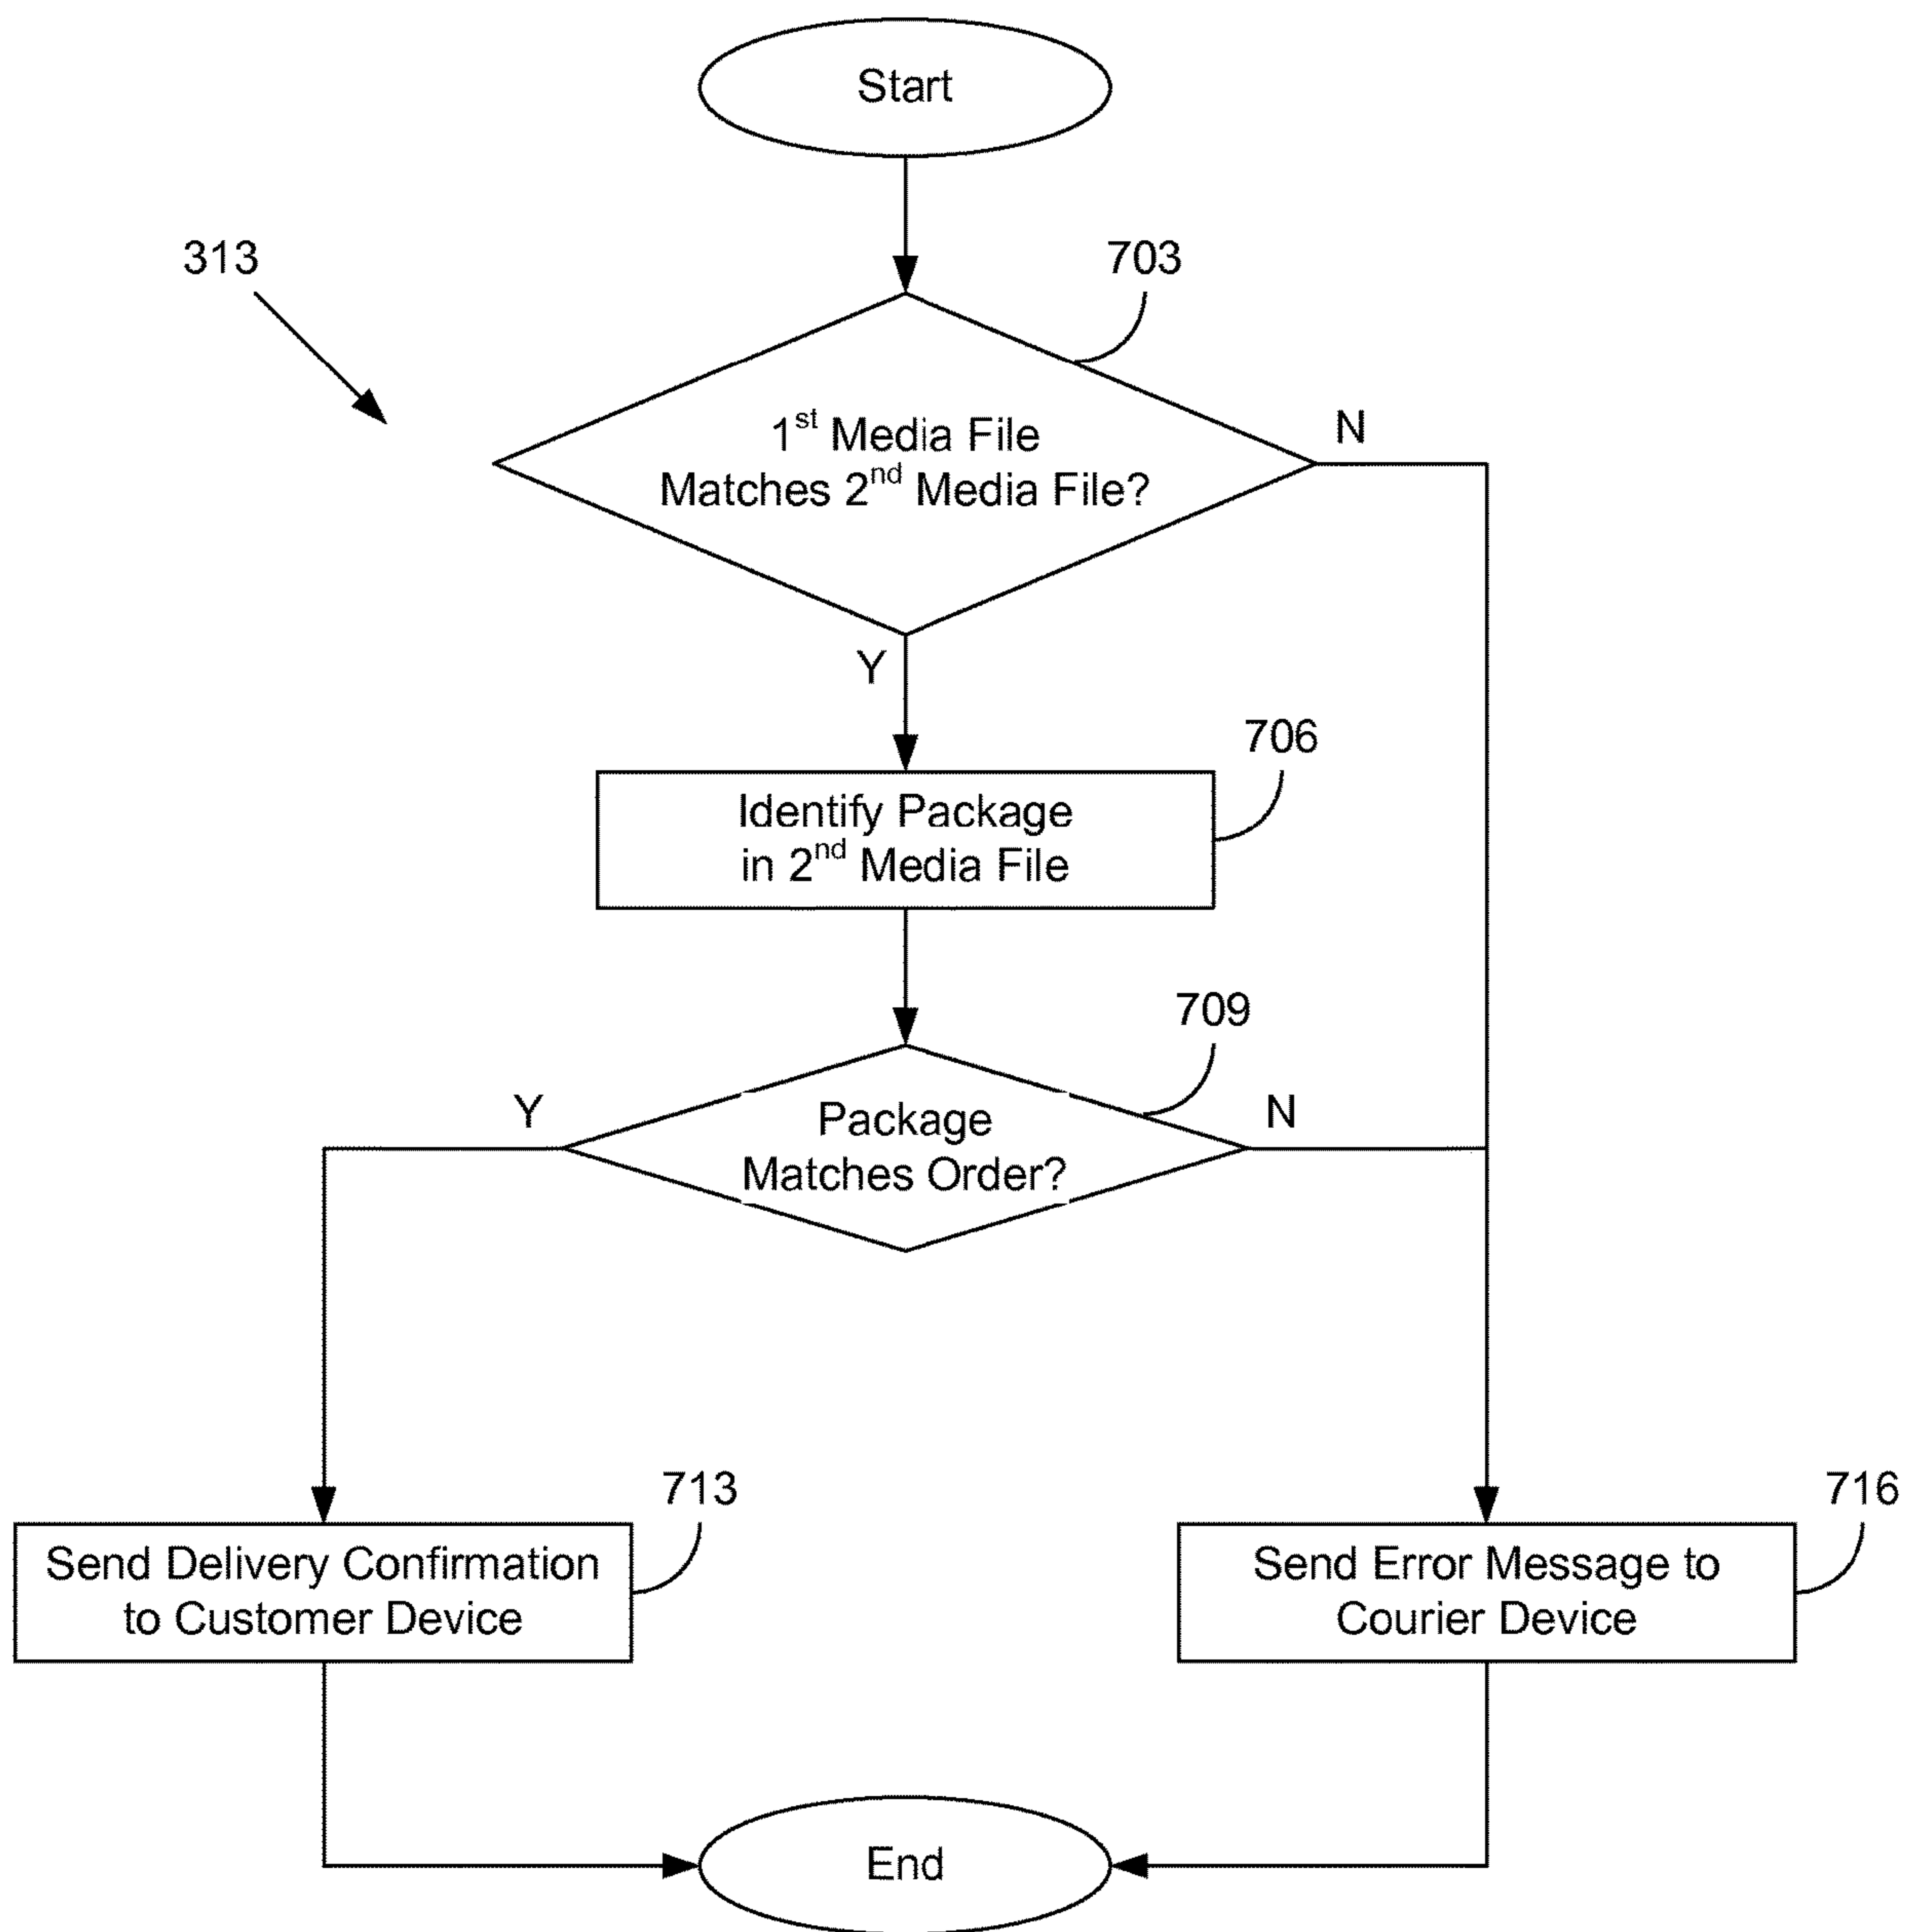 Start
313
703
1st Media File
Matches 2nd Media File?
N
Y
706
Identify Package
in 2nd Media File
709
Y
Package
Matches Order?
N
713
Send Delivery Confirmation
to Customer Device
716
Send Error Message to
Courier Device
End